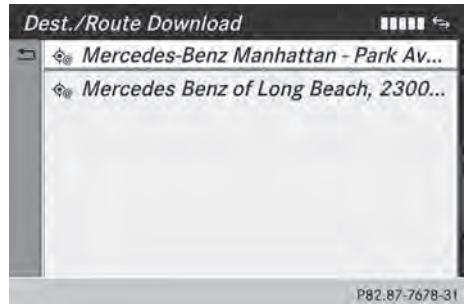 Dest./Route Download
Mercedes-Benz Manhattan - Park Av...
Mercedes Benz of Long Beach, 2300...
P82.87-7678-31